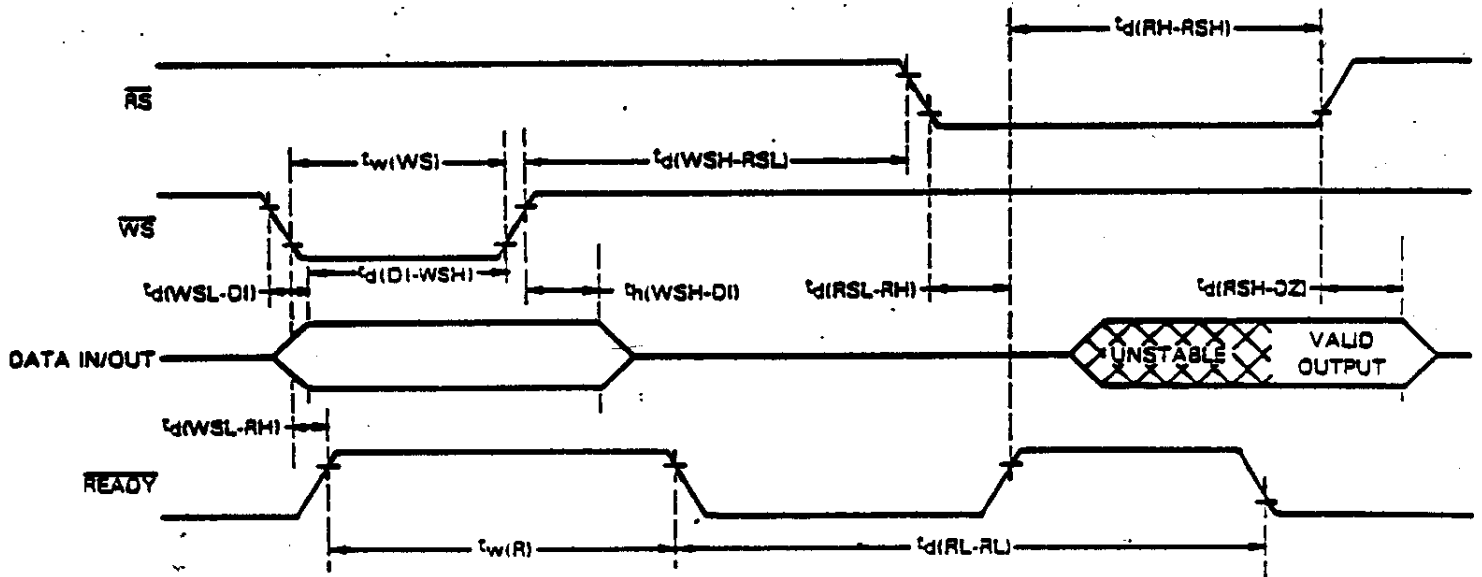 td(RH-RSH)
RS
tw(WS)
td(WSH-RSL)
WS
td(DI-WSH)
td(WSL-DI)
th(WSH-DI)
td(RSL-RH)
td(RSH-OZ)
DATA IN/OUT
UNSTABLE
VALID
OUTPUT
td(WSL-RH)
READY
tw(R)
td(RL-RL)